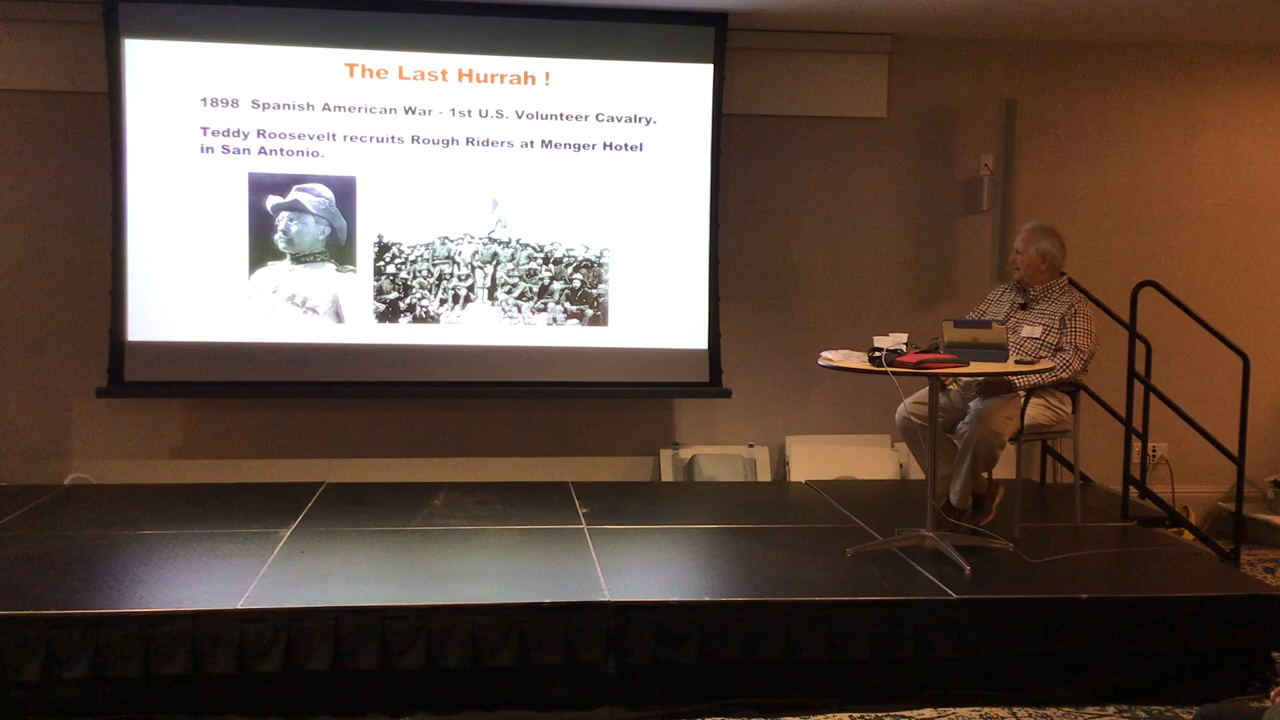 The Last Hurrah !
1898 Spanish American War - 1st U.S. Volunteer Cavalry.
Teddy Roosevelt recruits Rough Riders at Menger Hotel
in San Antonio.